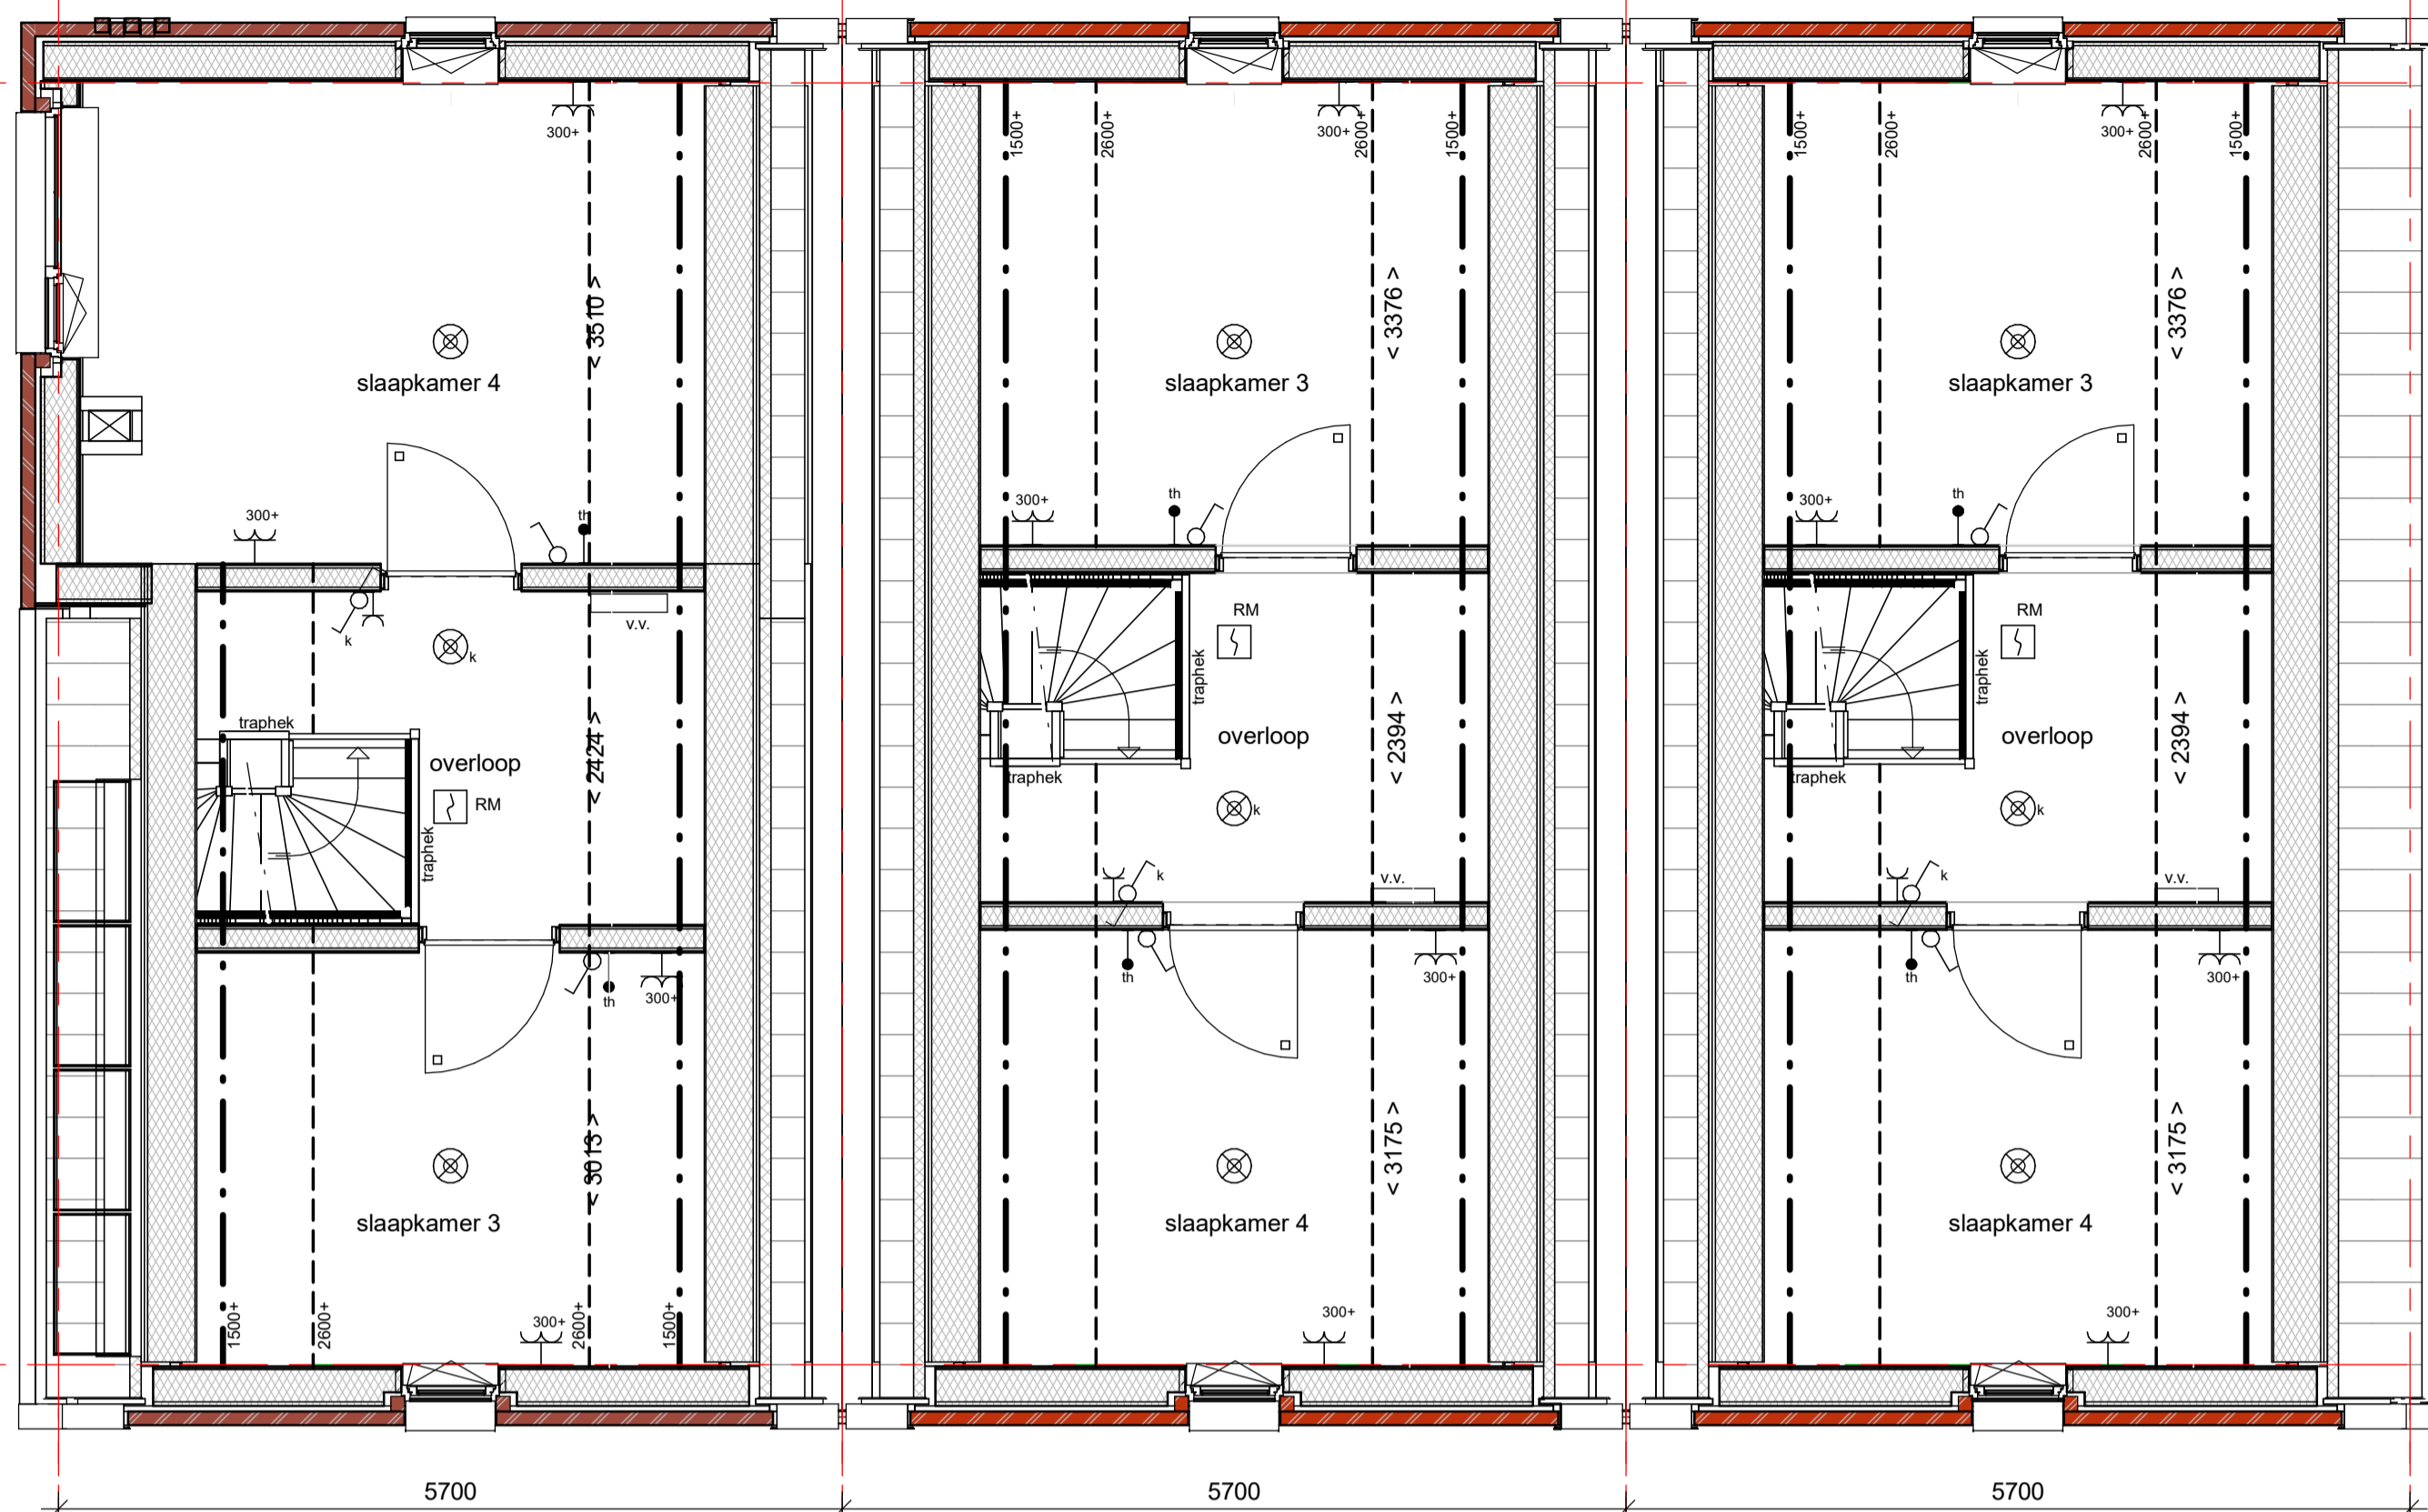 300+
< 3510 >
slaapkamer 4
300+
th
k
k
v.v.
traphek
< 2424 >
overloop
RM
traphek
th
300+
< 3013 >
slaapkamer 3
1500+
2600+
300+
2600+
1500+
5700
1500+
2600+
300+
2600+
1500+
< 3376 >
slaapkamer 3
300+
th
RM
traphek
< 2394 >
overloop
traphek
k
k
v.v.
th
300+
< 3175 >
slaapkamer 4
300+
5700
1500+
2600+
300+
2600+
1500+
< 3376 >
slaapkamer 3
300+
th
RM
traphek
< 2394 >
overloop
traphek
k
k
v.v.
th
300+
< 3175 >
slaapkamer 4
300+
5700